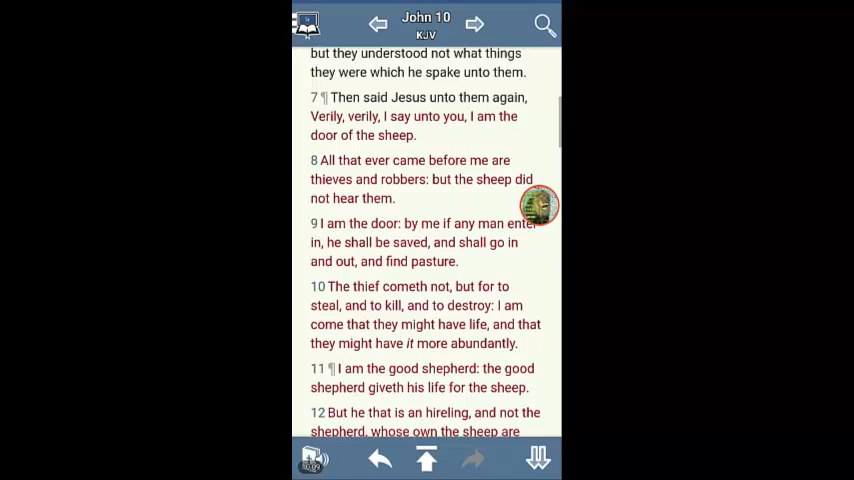 John 10
KJV
but they understood not what things
they were which he spake unto them.
7 ¶ Then said Jesus unto them again,
Verily, verily, I say unto you, I am the
door of the sheep.
8 All that ever came before me are
thieves and robbers: but the sheep did
not hear them.
9 I am the door: by me if any man enter
in, he shall be saved, and shall go in
and out, and find pasture.
10 The thief cometh not, but for to
steal, and to kill, and to destroy: I am
come that they might have life, and that
they might have it more abundantly.
11 ¶ I am the good shepherd: the good
shepherd giveth his life for the sheep.
12 But he that is an hireling, and not the
shepherd, whose own the sheep are